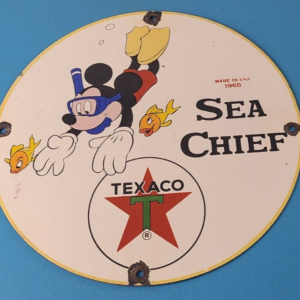 MADE IN USA
1965
SEA
CHIEF
TEXACO
T
®